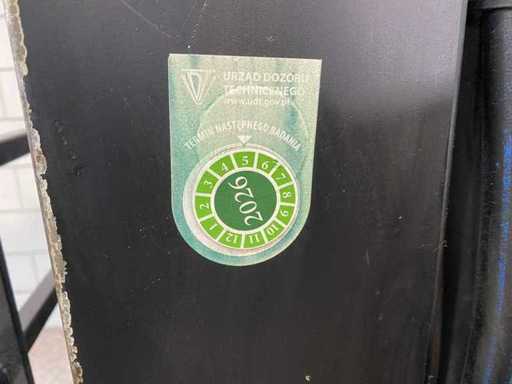 URZĄD DOZORU
TECHNICZNEGO
www.udt.gov.pl
TERMIN NASTĘPNEGO BADANIA
1 2 3 4 5 6 7 8 9 10 11 12
2026